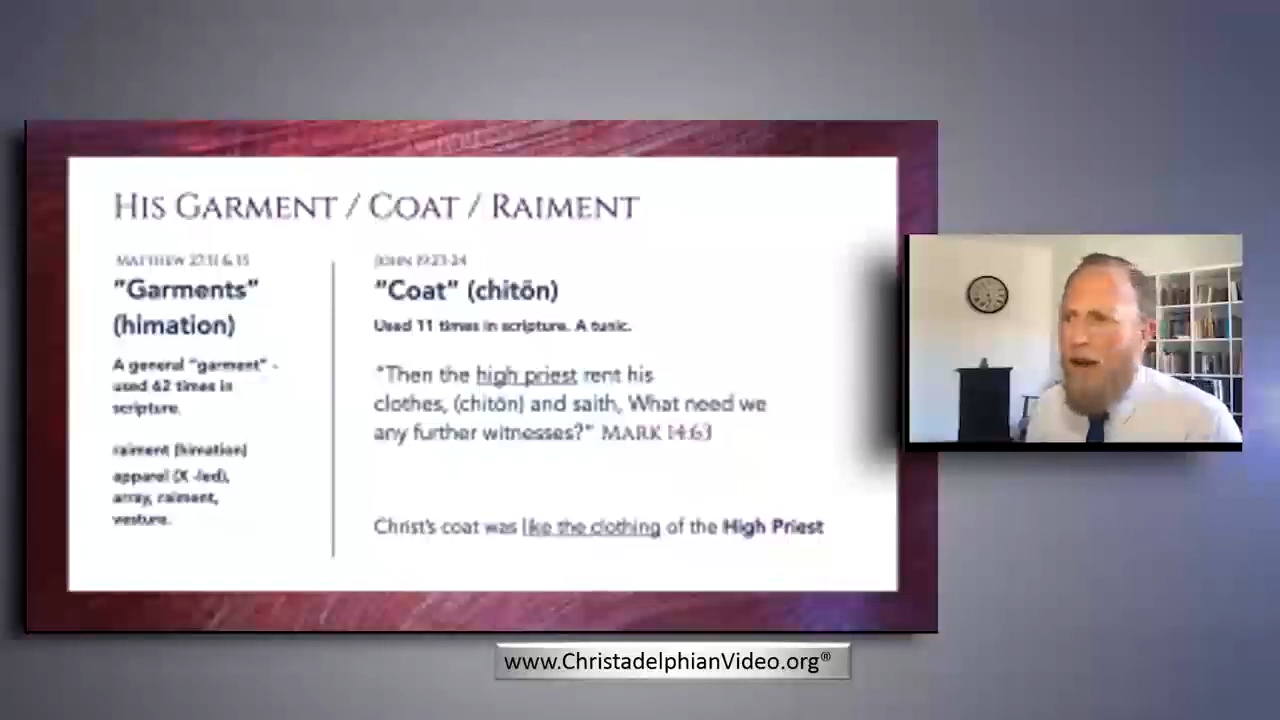 HIS GARMENT / COAT / RAIMENT
MATTHEW
"Garments"
(himation)
A general "garment" -
used 62 times in
scripture.
raiment (himation)
apparel (X -led),
array, raiment,
vesture.
JOHN 19:23-24
"Coat" (chitōn)
Used 11 times in scripture. A tunic.
"Then the high priest rent his
clothes, (chitōn) and saith, What need we
any further witnesses?" MARK 14:63
Christ's coat was like the clothing of the High Priest
www.ChristadelphianVideo.org®